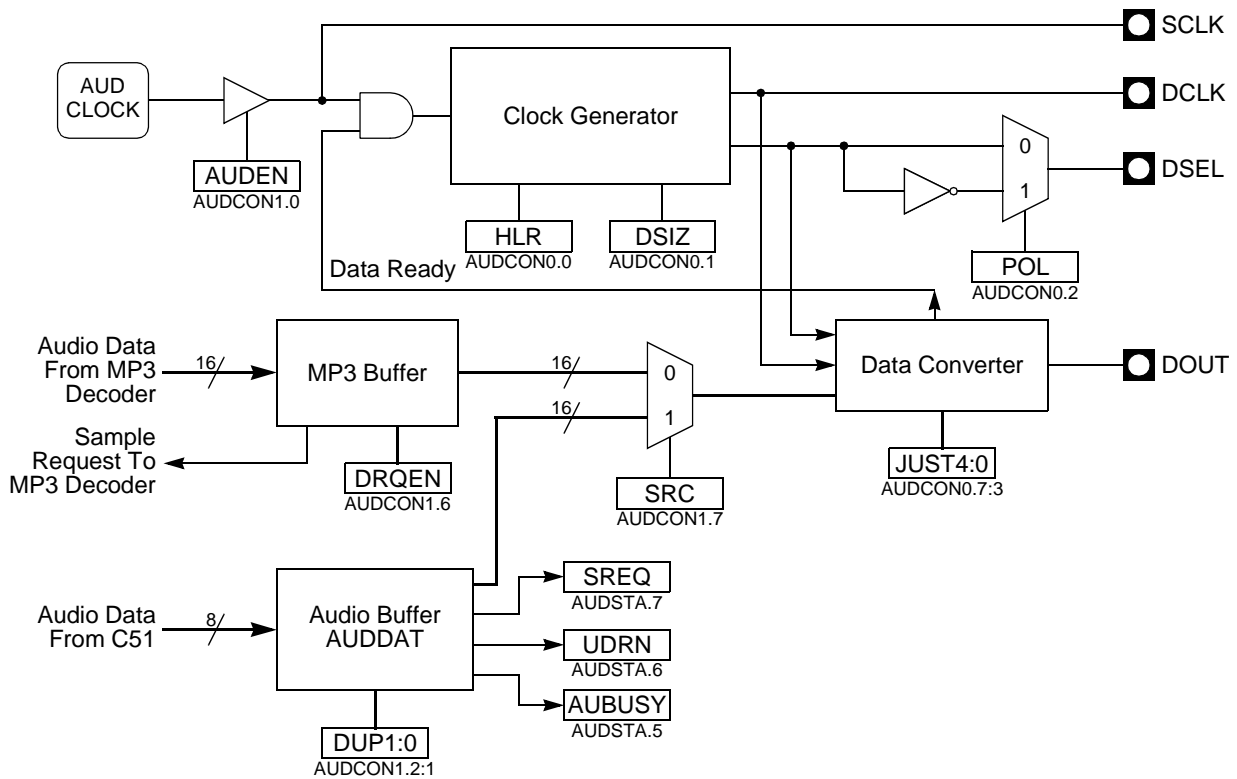 SCLK
AUD
CLOCK
Clock Generator
DCLK
0
1
DSEL
AUDEN
AUDCON1.0
HLR
AUDCON0.0
DSIZ
AUDCON0.1
POL
AUDCON0.2
Data Ready
Audio Data
From MP3
Decoder
16
MP3 Buffer
16
0
1
Data Converter
DOUT
16
Sample
Request To
MP3 Decoder
DRQEN
AUDCON1.6
SRC
AUDCON1.7
JUST4:0
AUDCON0.7:3
Audio Data
From C51
8
Audio Buffer
AUDDAT
SREQ
AUDSTA.7
UDRN
AUDSTA.6
AUBUSY
AUDSTA.5
DUP1:0
AUDCON1.2:1